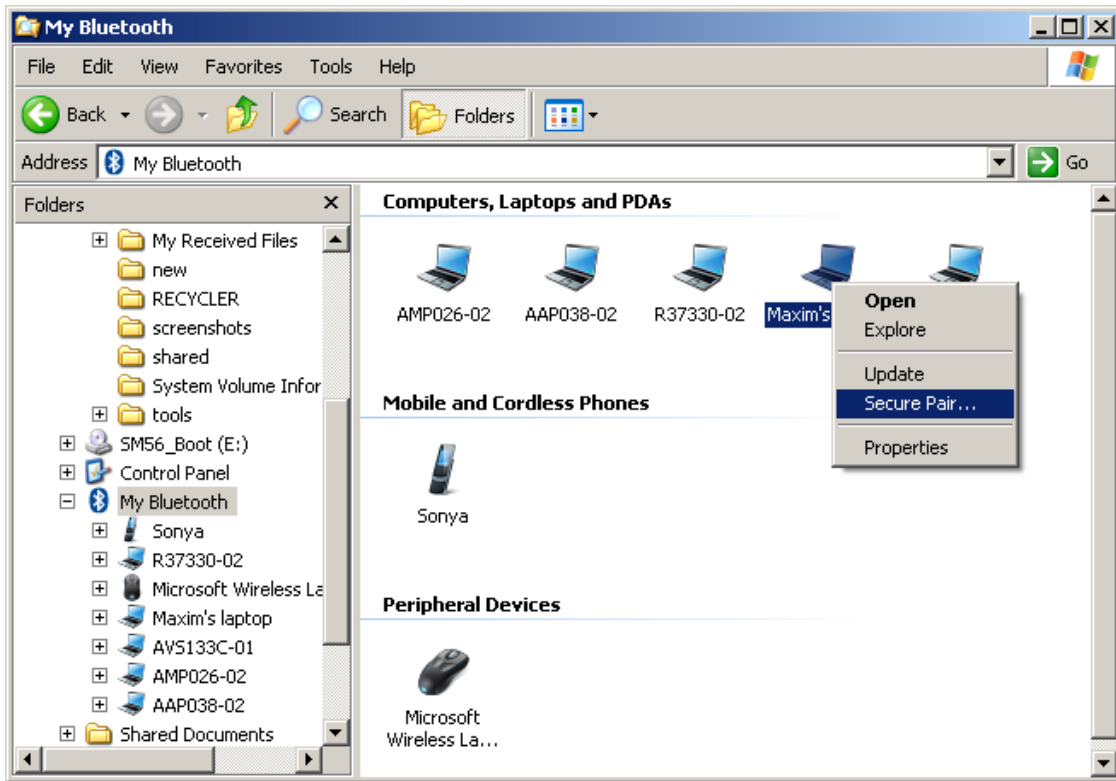 My Bluetooth
File Edit View Favorites Tools Help
Back Search Folders
Address My Bluetooth Go
Folders
My Received Files
new
RECYCLER
screenshots
shared
System Volume Infor
tools
SM56_Boot (E:)
Control Panel
My Bluetooth
Sonya
R37330-02
Microsoft Wireless La
Maxim's laptop
AVS133C-01
AMP026-02
AAP038-02
Shared Documents
Computers, Laptops and PDAs
AMP026-02 AAP038-02 R37330-02 Maxim's
Open
Explore
Update
Secure Pair...
Properties
Mobile and Cordless Phones
Sonya
Peripheral Devices
Microsoft
Wireless La...